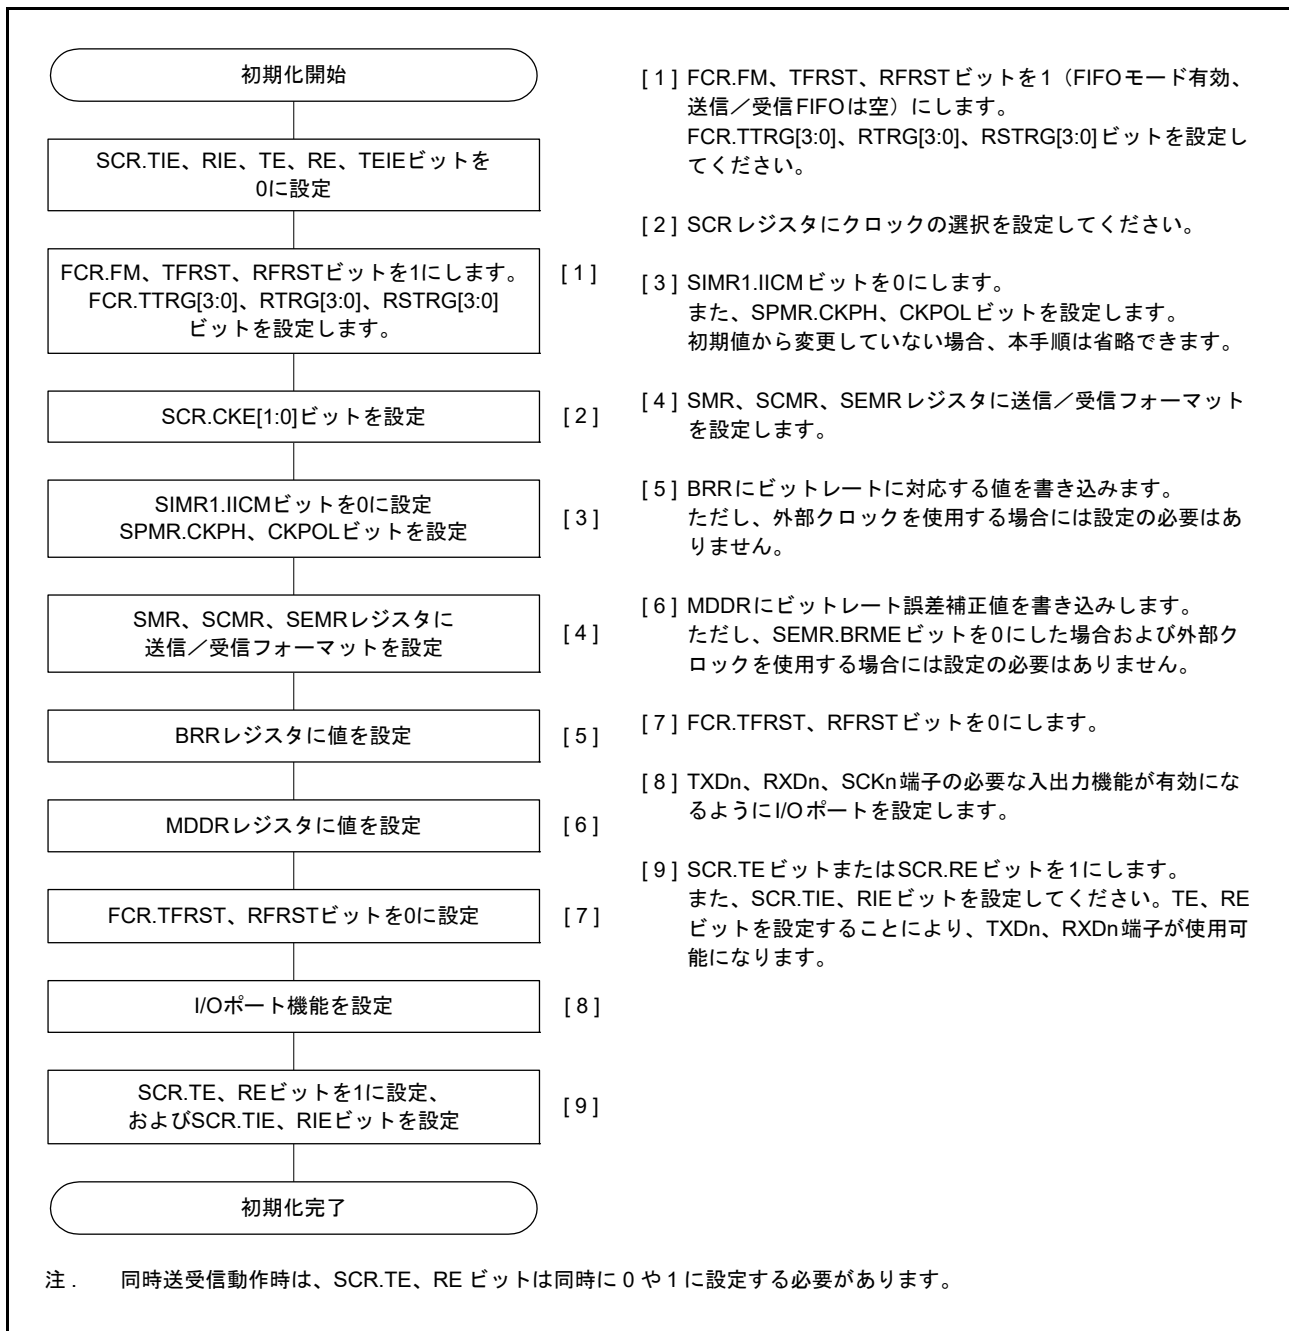 初期化開始
SCR.TIE、RIE、TE、RE、TEIEビットを
0に設定
FCR.FM、TFRST、RFRSTビットを1にします。
FCR.TTRG[3:0]、RTRG[3:0]、RSTRG[3:0]
ビットを設定します。
[ 1 ]
SCR.CKE[1:0]ビットを設定
[ 2 ]
SIMR1.IICMビットを0に設定
SPMR.CKPH、CKPOLビットを設定
[ 3 ]
SMR、SCMR、SEMRレジスタに
送信／受信フォーマットを設定
[ 4 ]
BRRレジスタに値を設定
[ 5 ]
MDDRレジスタに値を設定
[ 6 ]
FCR.TFRST、RFRSTビットを0に設定
[ 7 ]
I/Oポート機能を設定
[ 8 ]
SCR.TE、REビットを1に設定、
およびSCR.TIE、RIEビットを設定
[ 9 ]
初期化完了
[ 1 ] FCR.FM、TFRST、RFRSTビットを1（FIFOモード有効、
送信／受信FIFOは空）にします。
FCR.TTRG[3:0]、RTRG[3:0]、RSTRG[3:0]ビットを設定し
てください。
[ 2 ] SCRレジスタにクロックの選択を設定してください。
[ 3 ] SIMR1.IICMビットを0にします。
また、SPMR.CKPH、CKPOLビットを設定します。
初期値から変更していない場合、本手順は省略できます。
[ 4 ] SMR、SCMR、SEMRレジスタに送信／受信フォーマット
を設定します。
[ 5 ] BRRにビットレートに対応する値を書き込みます。
ただし、外部クロックを使用する場合には設定の必要はあ
りません。
[ 6 ] MDDRにビットレート誤差補正値を書き込みします。
ただし、SEMR.BRMEビットを0にした場合および外部ク
ロックを使用する場合には設定の必要はありません。
[ 7 ] FCR.TFRST、RFRSTビットを0にします。
[ 8 ] TXDn、RXDn、SCKn端子の必要な入出力機能が有効にな
るようにI/Oポートを設定します。
[ 9 ] SCR.TEビットまたはSCR.REビットを1にします。
また、SCR.TIE、RIEビットを設定してください。TE、RE
ビットを設定することにより、TXDn、RXDn端子が使用可
能になります。
注 . 同時送受信動作時は、SCR.TE、RE ビットは同時に 0 や 1 に設定する必要があります。